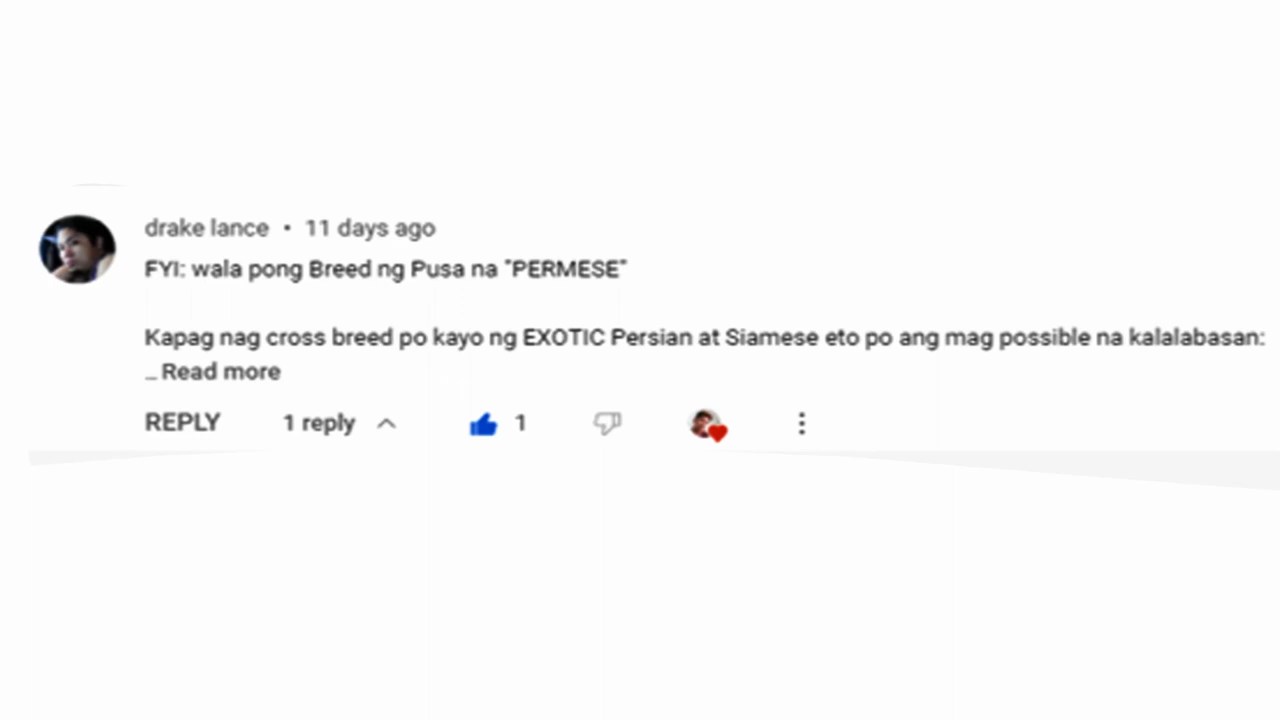 drake lance • 11 days ago
FYI: wala pong Breed ng Pusa na "PERMESE"
Kapag nag cross breed po kayo ng EXOTIC Persian at Siamese eto po ang mag possible na kalalabasan:
... Read more
REPLY 1 reply 1